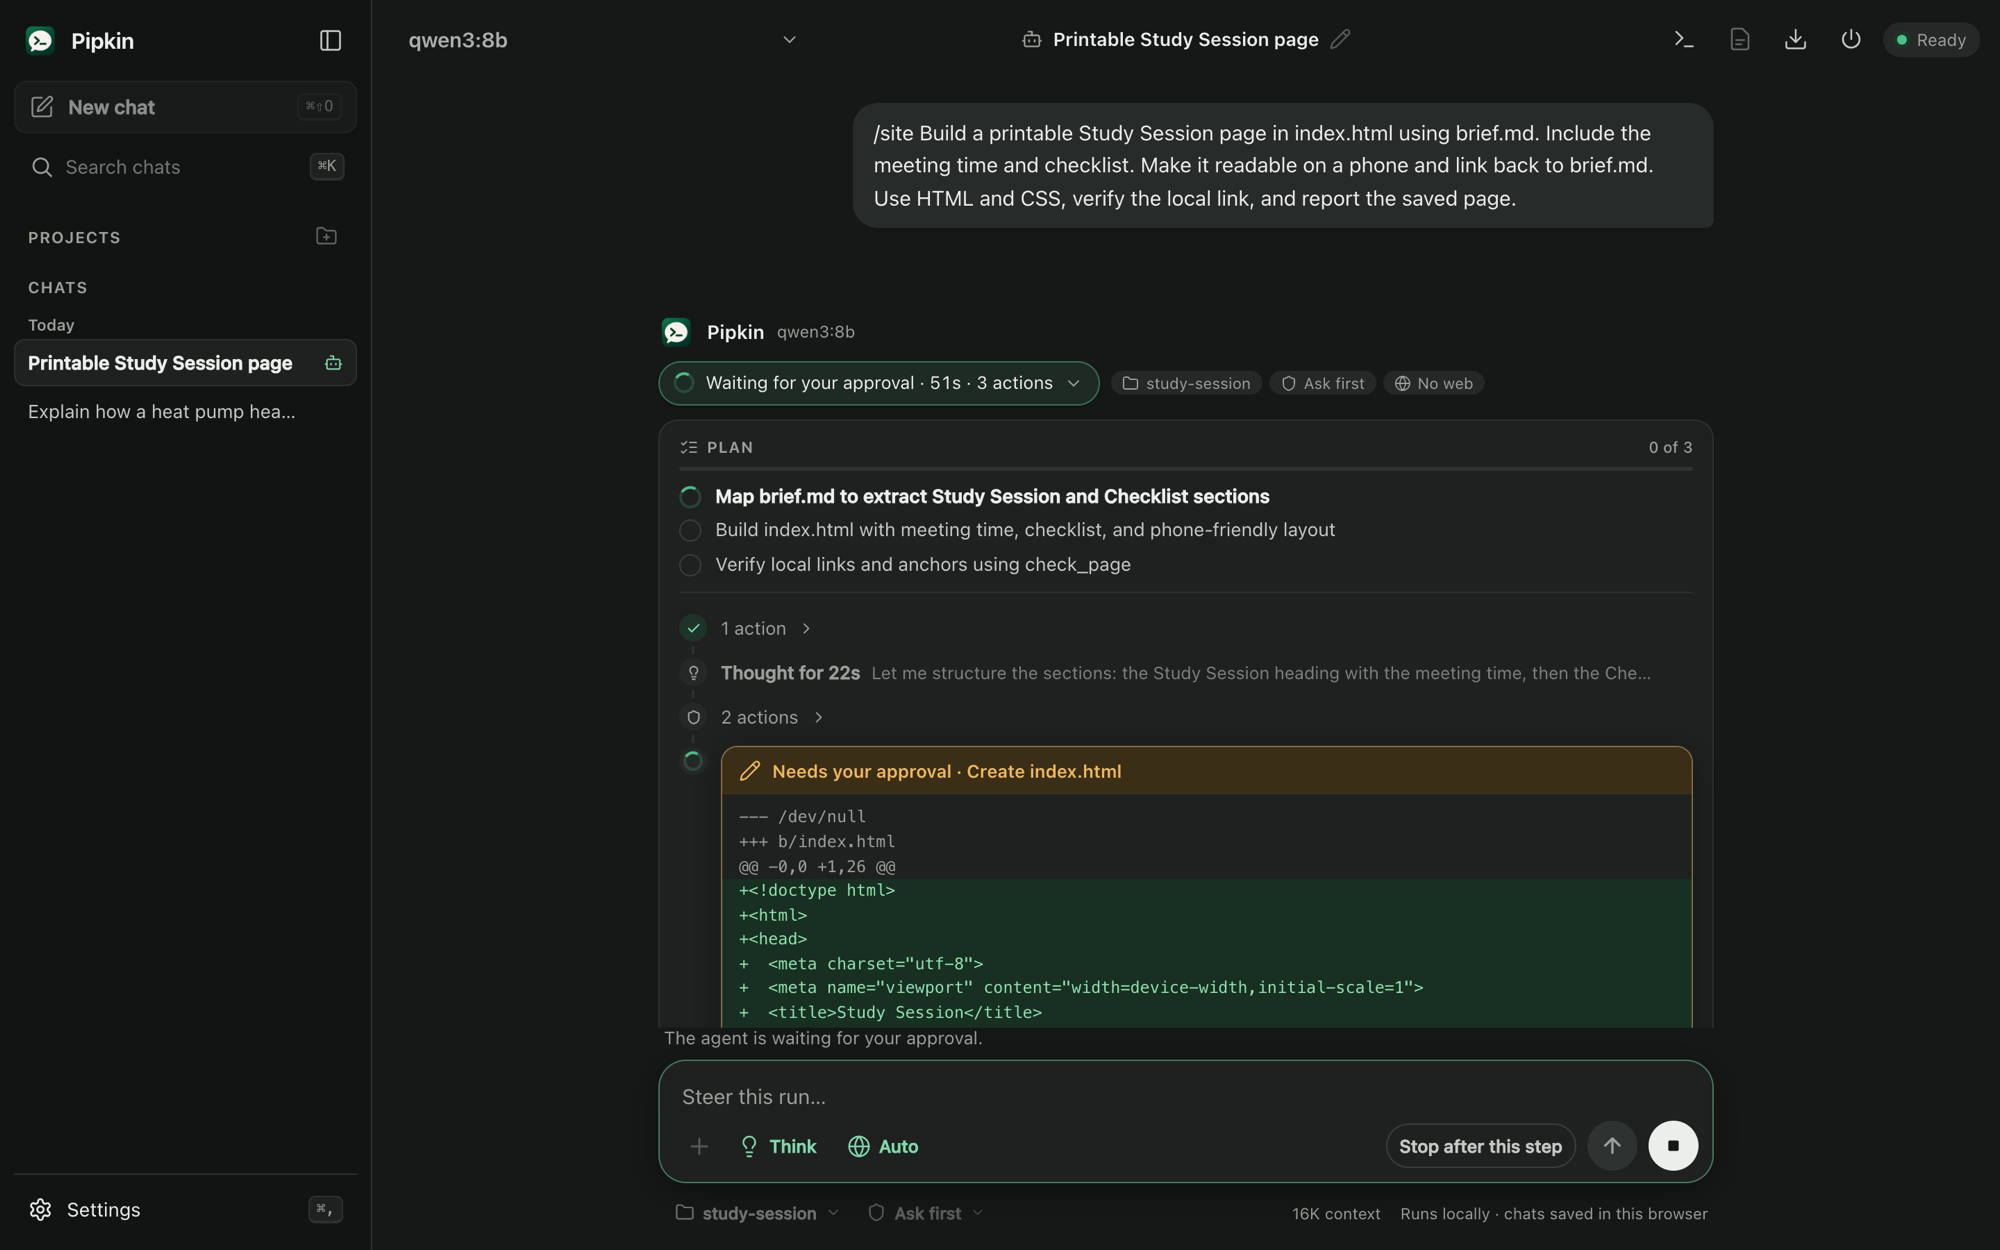 Pipkin
New chat
⌘⇧O
Search chats
⌘K
PROJECTS
CHATS
Today
Printable Study Session page
Explain how a heat pump hea...
Settings
⌘,
qwen3:8b
Printable Study Session page
Ready
/site Build a printable Study Session page in index.html using brief.md. Include the
meeting time and checklist. Make it readable on a phone and link back to brief.md.
Use HTML and CSS, verify the local link, and report the saved page.
Pipkin qwen3:8b
Waiting for your approval · 51s · 3 actions
study-session
Ask first
No web
PLAN
0 of 3
Map brief.md to extract Study Session and Checklist sections
Build index.html with meeting time, checklist, and phone-friendly layout
Verify local links and anchors using check_page
1 action
Thought for 22s Let me structure the sections: the Study Session heading with the meeting time, then the Che...
2 actions
Needs your approval · Create index.html
--- /dev/null
+++ b/index.html
@@ -0,0 +1,26 @@
+<!doctype html>
+<html>
+<head>
+  <meta charset="utf-8">
+  <meta name="viewport" content="width=device-width,initial-scale=1">
+  <title>Study Session</title>
The agent is waiting for your approval.
Steer this run...
Think
Auto
Stop after this step
study-session
Ask first
16K context
Runs locally · chats saved in this browser